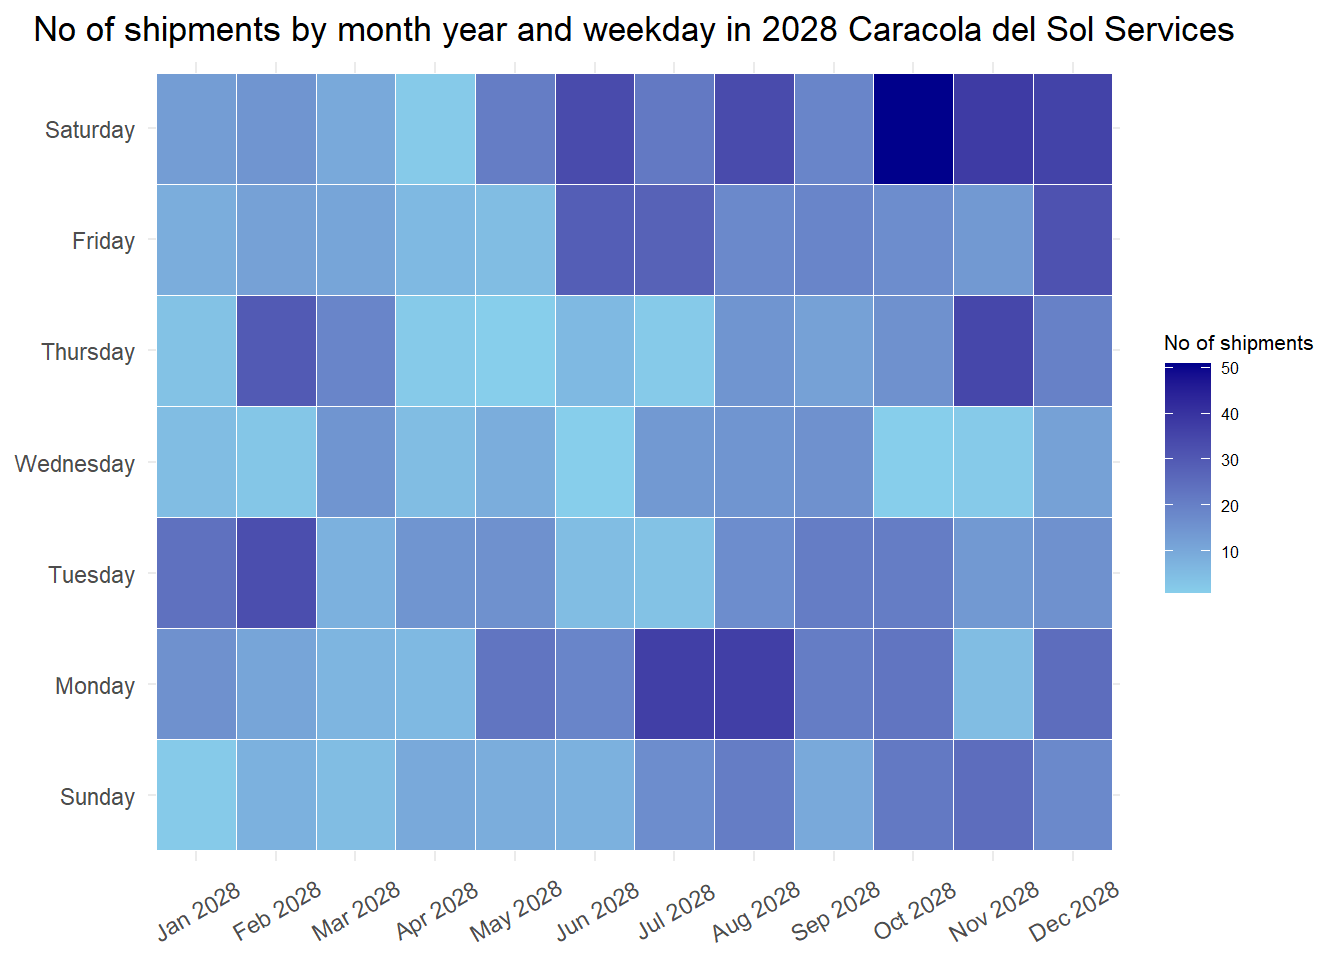 No of shipments by month year and weekday in 2028 Caracola del Sol Services
Saturday
Friday
Thursday
Wednesday
Tuesday
Monday
Sunday
Jan 2028
Feb 2028
Mar 2028
Apr 2028
May 2028
Jun 2028
Jul 2028
Aug 2028
Sep 2028
Oct 2028
Nov 2028
Dec 2028
No of shipments
50
40
30
20
10